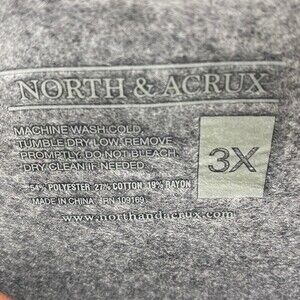 NORTH & ACRUX
MACHINE WASH COLD,
TUMBLE DRY LOW, REMOVE
PROMPTLY. DO NOT BLEACH.
DRY CLEAN IF NEEDED.
3X
54% POLYESTER 27% COTTON 19% RAYON
MADE IN CHINA RN 109169
www.northandacrux.com